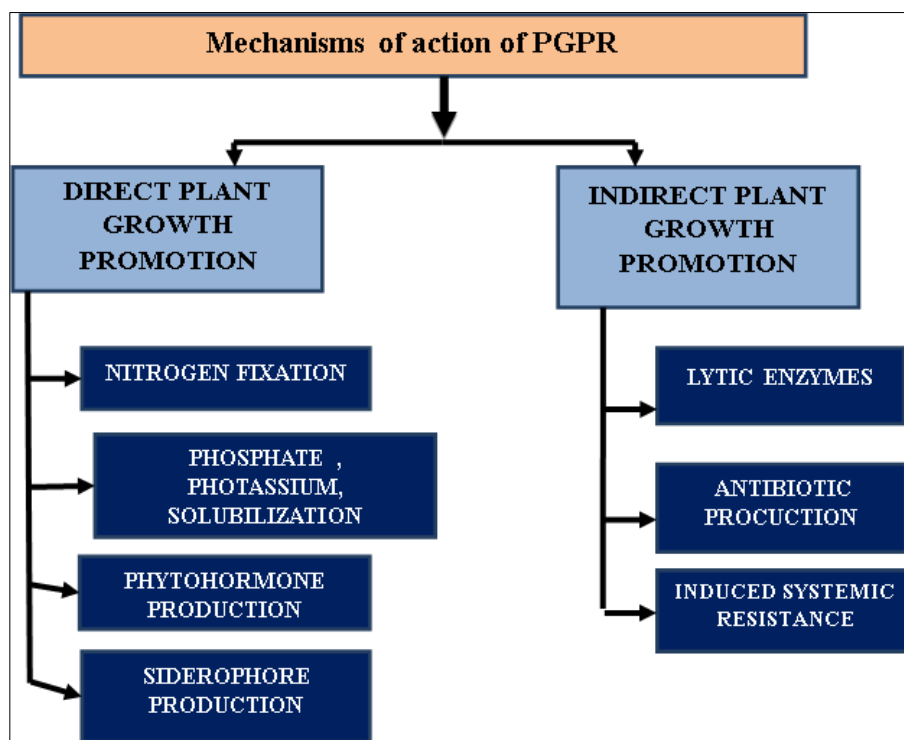 Mechanisms of action of PGPR
DIRECT PLANT
GROWTH
PROMOTION
INDIRECT PLANT
GROWTH
PROMOTION
NITROGEN FIXATION
PHOSPHATE ,
PHOTASSIUM,
SOLUBILIZATION
PHYTOHORMONE
PRODUCTION
SIDEROPHORE
PRODUCTION
LYTIC ENZYMES
ANTIBIOTIC
PROCUCTION
INDUCED SYSTEMIC
RESISTANCE